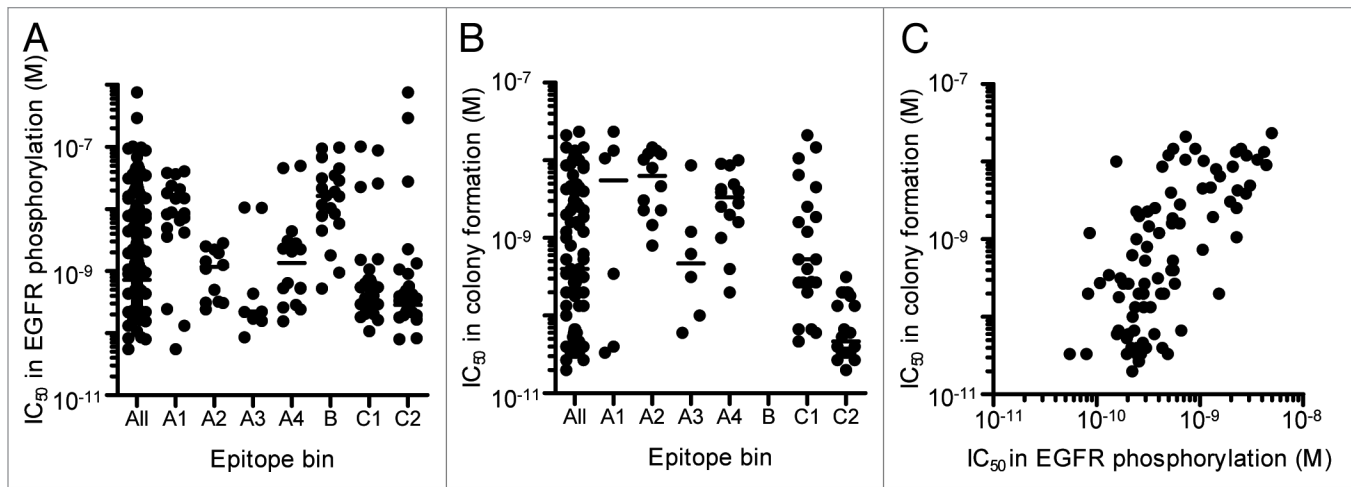 A
IC50 in EGFR phosphorylation (M)
10-7
10-9
10-11
All A1 A2 A3 A4 B C1 C2
Epitope bin
B
IC50 in colony formation (M)
10-7
10-9
10-11
All A1 A2 A3 A4 B C1 C2
Epitope bin
C
IC50 in colony formation (M)
10-7
10-9
10-11
10-11 10-10 10-9 10-8
IC50 in EGFR phosphorylation (M)